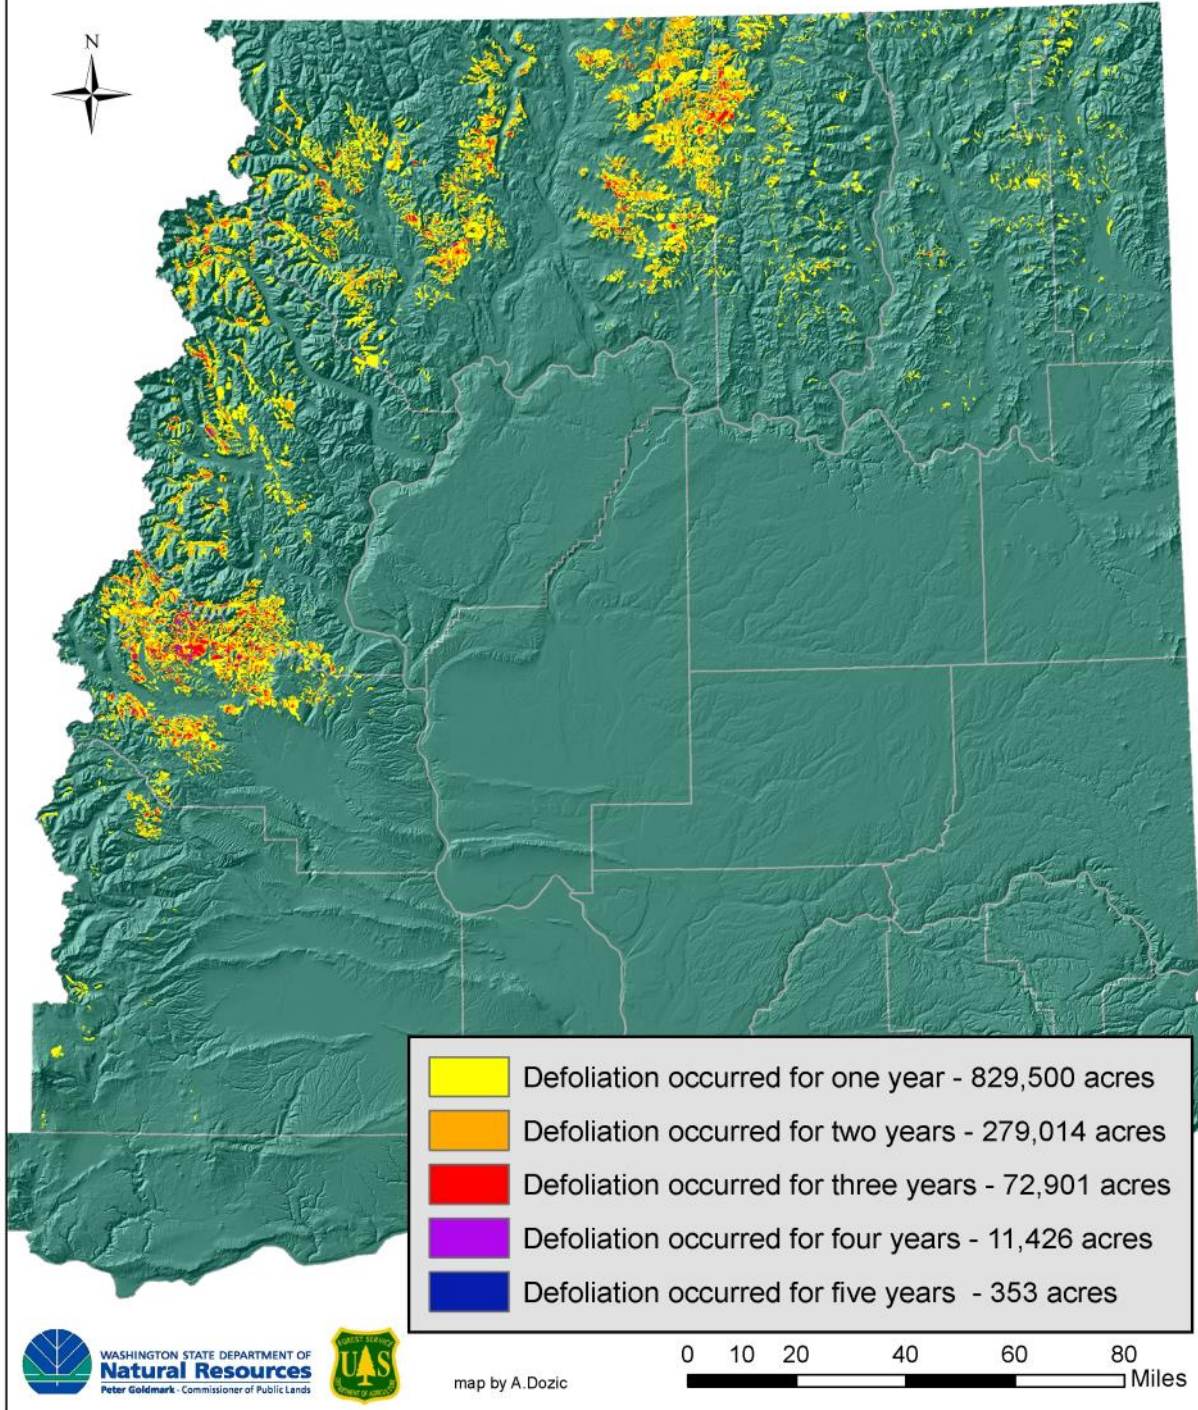 N
Defoliation occurred for one year - 829,500 acres
Defoliation occurred for two years - 279,014 acres
Defoliation occurred for three years - 72,901 acres
Defoliation occurred for four years - 11,426 acres
Defoliation occurred for five years - 353 acres
WASHINGTON STATE DEPARTMENT OF
Natural Resources
Peter Goldmark - Commissioner of Public Lands
FOREST SERVICE
U S
DEPARTMENT OF AGRICULTURE
map by A.Dozic
0 10 20 40 60 80
Miles